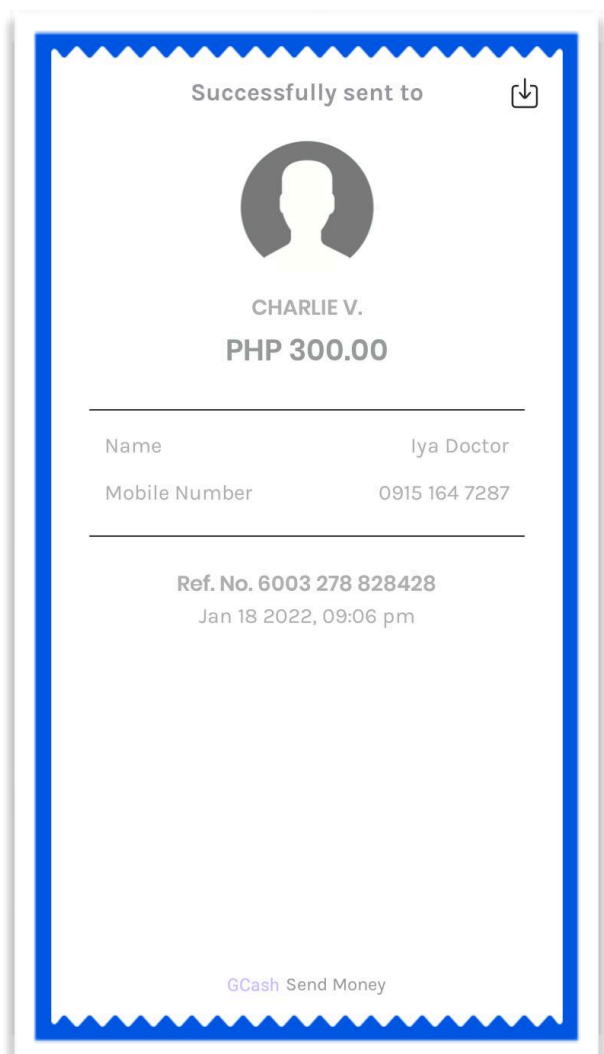 Successfully sent to
CHARLIE V.
PHP 300.00
Name Iya Doctor
Mobile Number 0915 164 7287
Ref. No. 6003 278 828428
Jan 18 2022, 09:06 pm
GCash Send Money